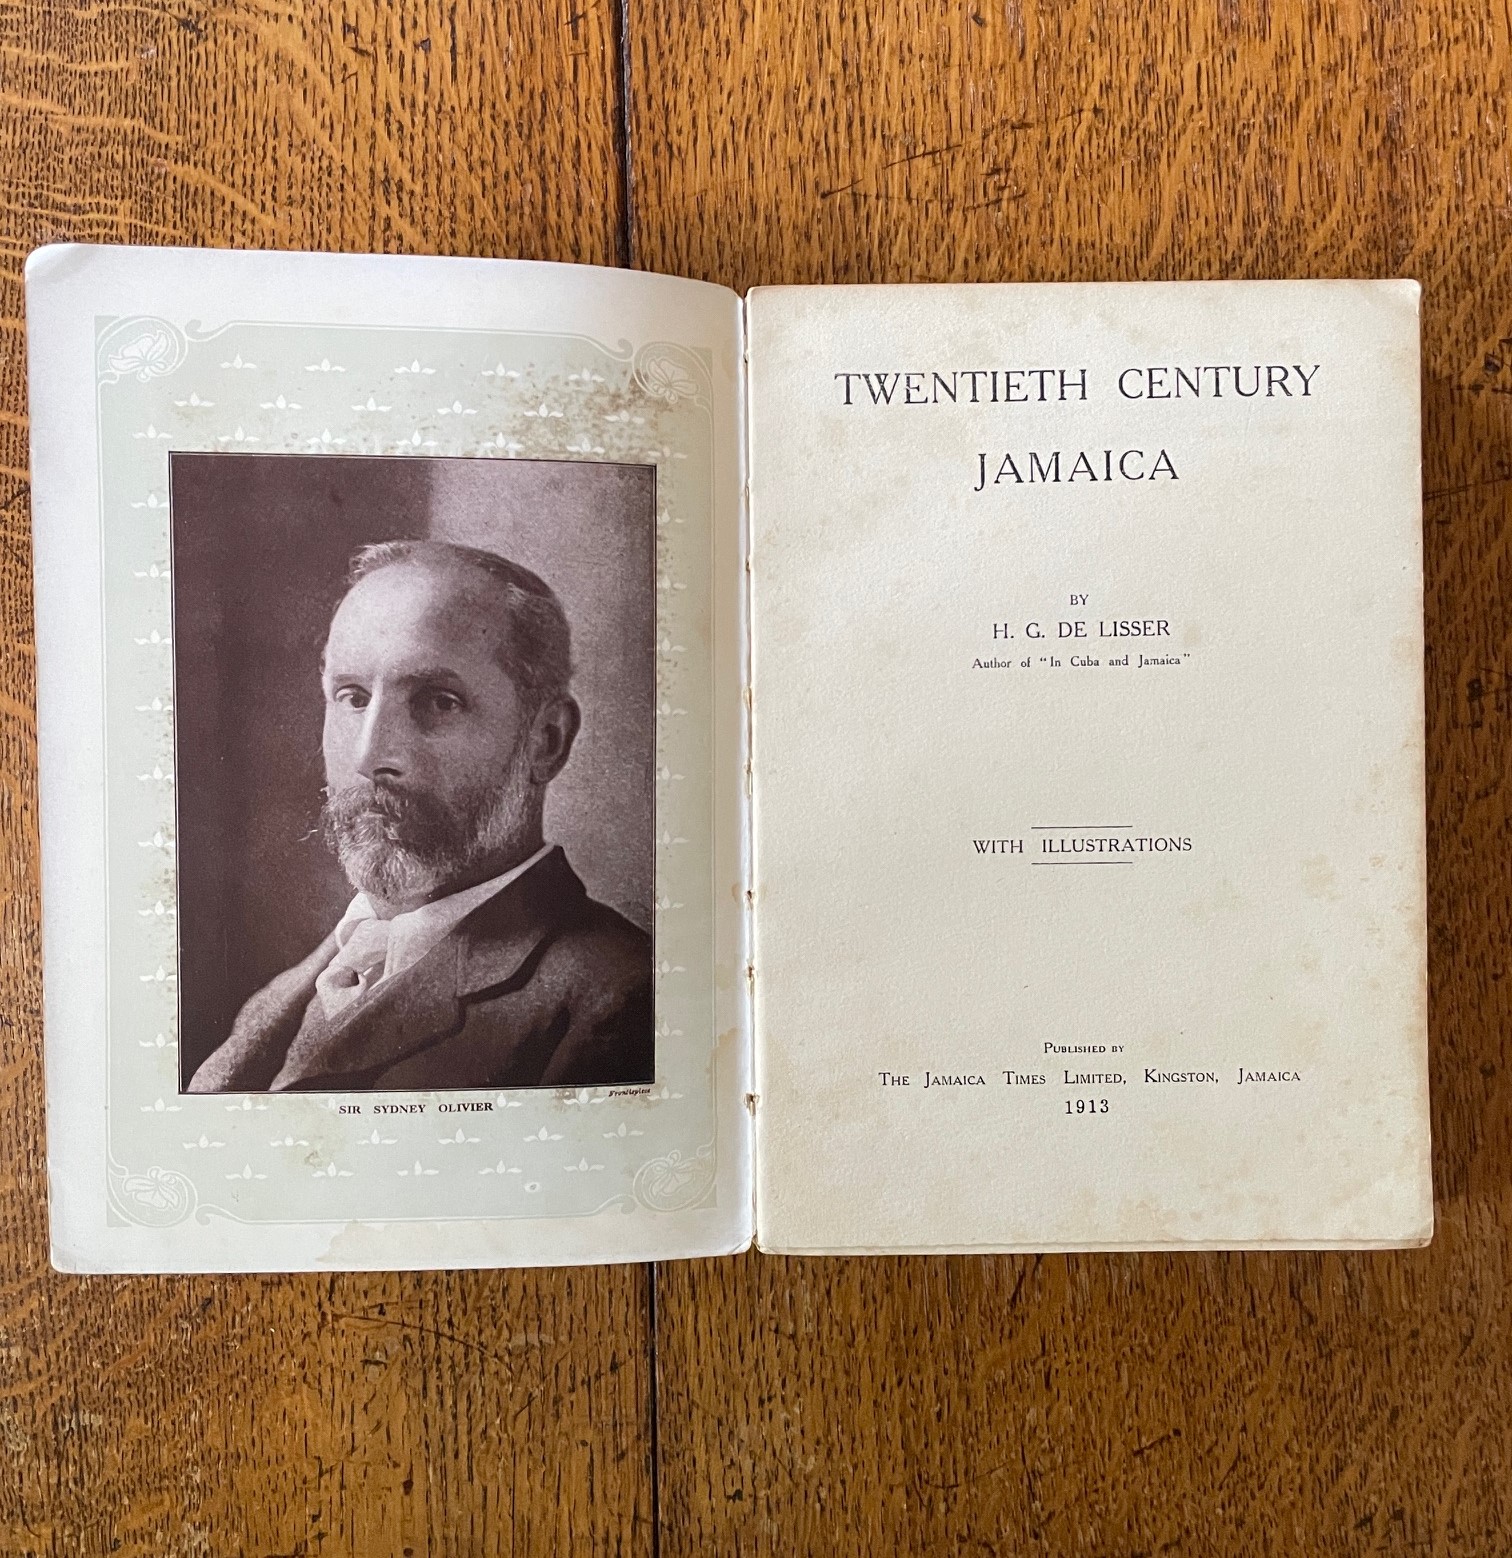 Frontispiece
SIR SYDNEY OLIVIER
TWENTIETH CENTURY
JAMAICA
BY
H. G. DE LISSER
Author of “In Cuba and Jamaica”
WITH ILLUSTRATIONS
PUBLISHED BY
THE JAMAICA TIMES LIMITED, KINGSTON, JAMAICA
1913